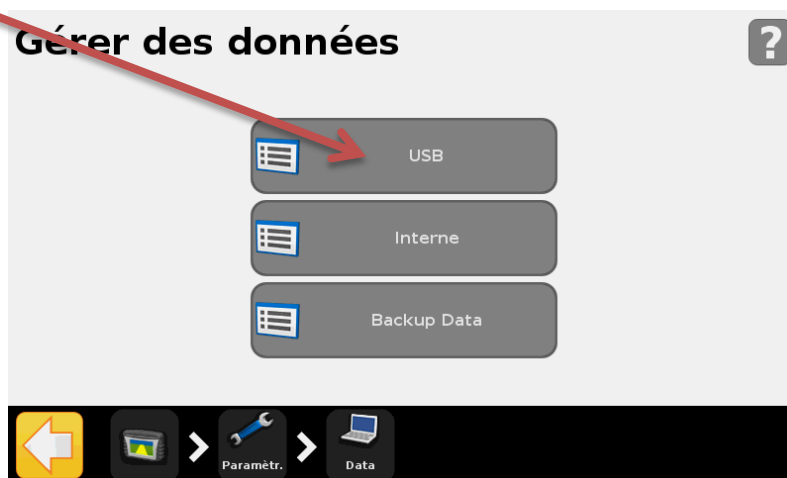 Gérer des données
?
USB
Interne
Backup Data
Paramètr.
Data